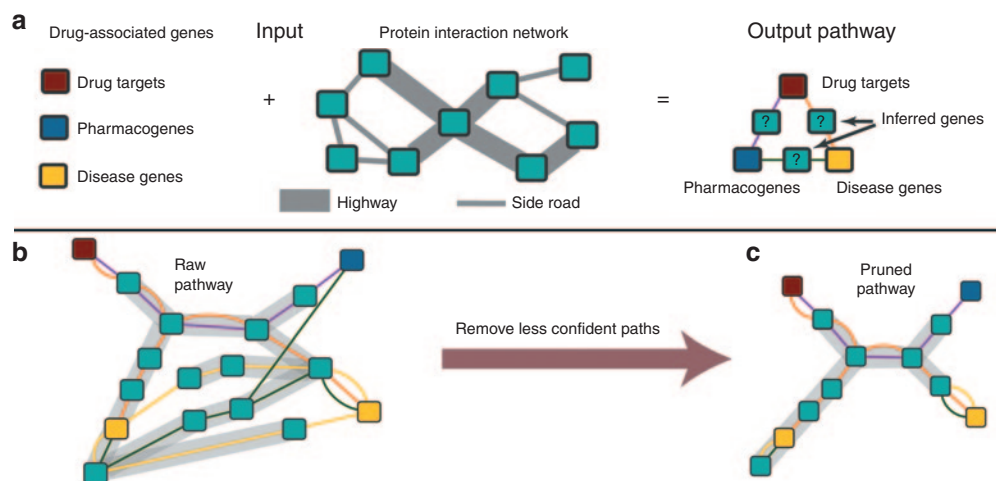 a
Drug-associated genes
Input
Protein interaction network
Output pathway
Drug targets
Pharmacogenes
Disease genes
+
Highway
Side road
=
Drug targets
?
?
Inferred genes
?
Pharmacogenes
Disease genes
b
Raw
pathway
Remove less confident paths
c
Pruned
pathway